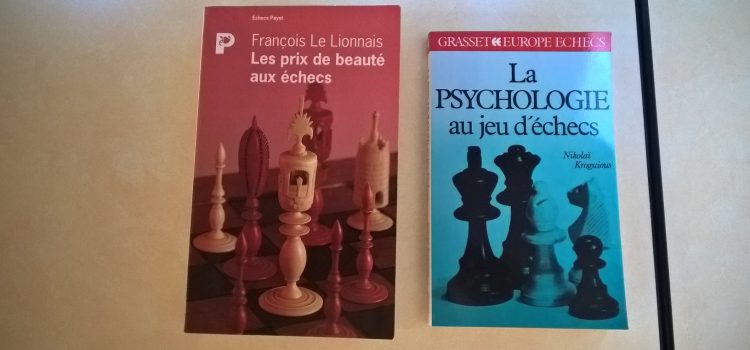 Échecs Payot
P
François Le Lionnais
Les prix de beauté
aux échecs
GRASSET EUROPE ECHECS
La
PSYCHOLOGIE
au jeu d'échecs
Nikolaï
Kroguious